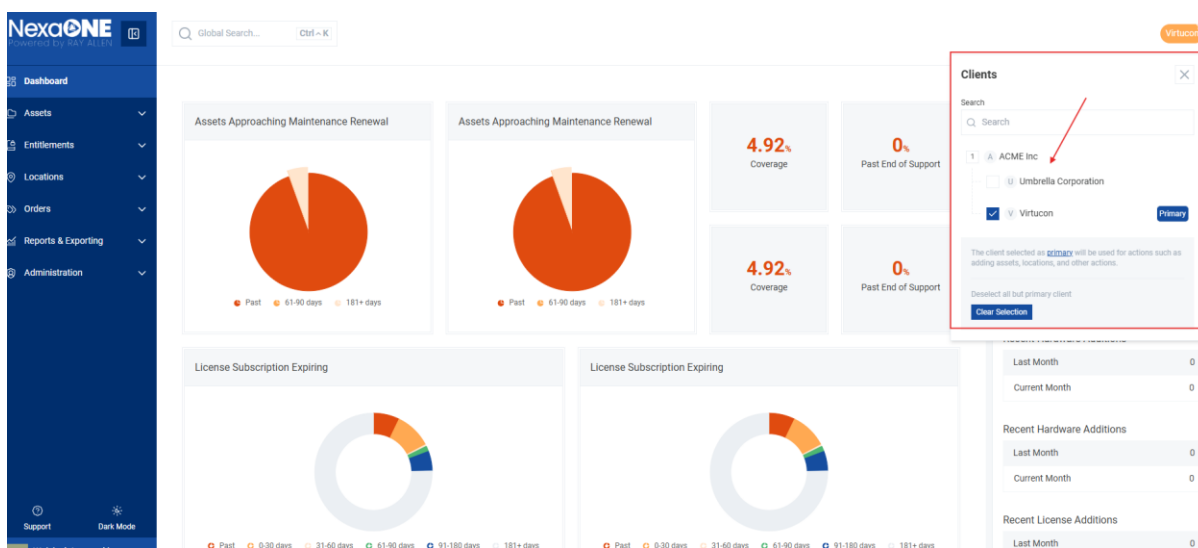 NexaONE
Powered by RAY ALLEN
Global Search...
Ctrl ~ K
Virtucon
Dashboard
Assets
Entitlements
Locations
Orders
Reports & Exporting
Administration
Support
Dark Mode
Assets Approaching Maintenance Renewal
Past 61-90 days 181+ days
Assets Approaching Maintenance Renewal
Past 61-90 days 181+ days
4.92%
Coverage
0%
Past End of Support
4.92%
Coverage
0%
Past End of Support
Clients
Search
Search
1 A ACME Inc
U Umbrella Corporation
V Virtucon Primary
The client selected as primary will be used for actions such as
adding assets, locations, and other actions.
Deselect all but primary client
Clear Selection
License Subscription Expiring
Past 0-30 days 31-60 days 61-90 days 91-180 days 181+ days
License Subscription Expiring
Past 0-30 days 31-60 days 61-90 days 91-180 days 181+ days
Recent Hardware Additions
Last Month 0
Current Month 0
Recent Hardware Additions
Last Month 0
Current Month 0
Recent License Additions
Last Month 0